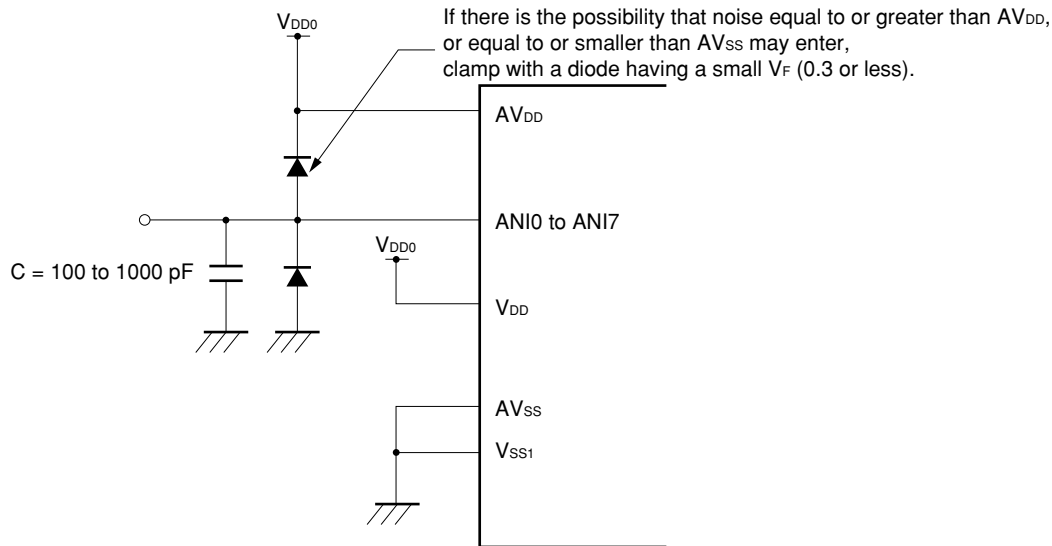 VDD0
If there is the possibility that noise equal to or greater than AVDD,
or equal to or smaller than AVSS may enter,
clamp with a diode having a small VF (0.3 or less).
AVDD
ANI0 to ANI7
VDD0
C = 100 to 1000 pF
VDD
AVSS
VSS1